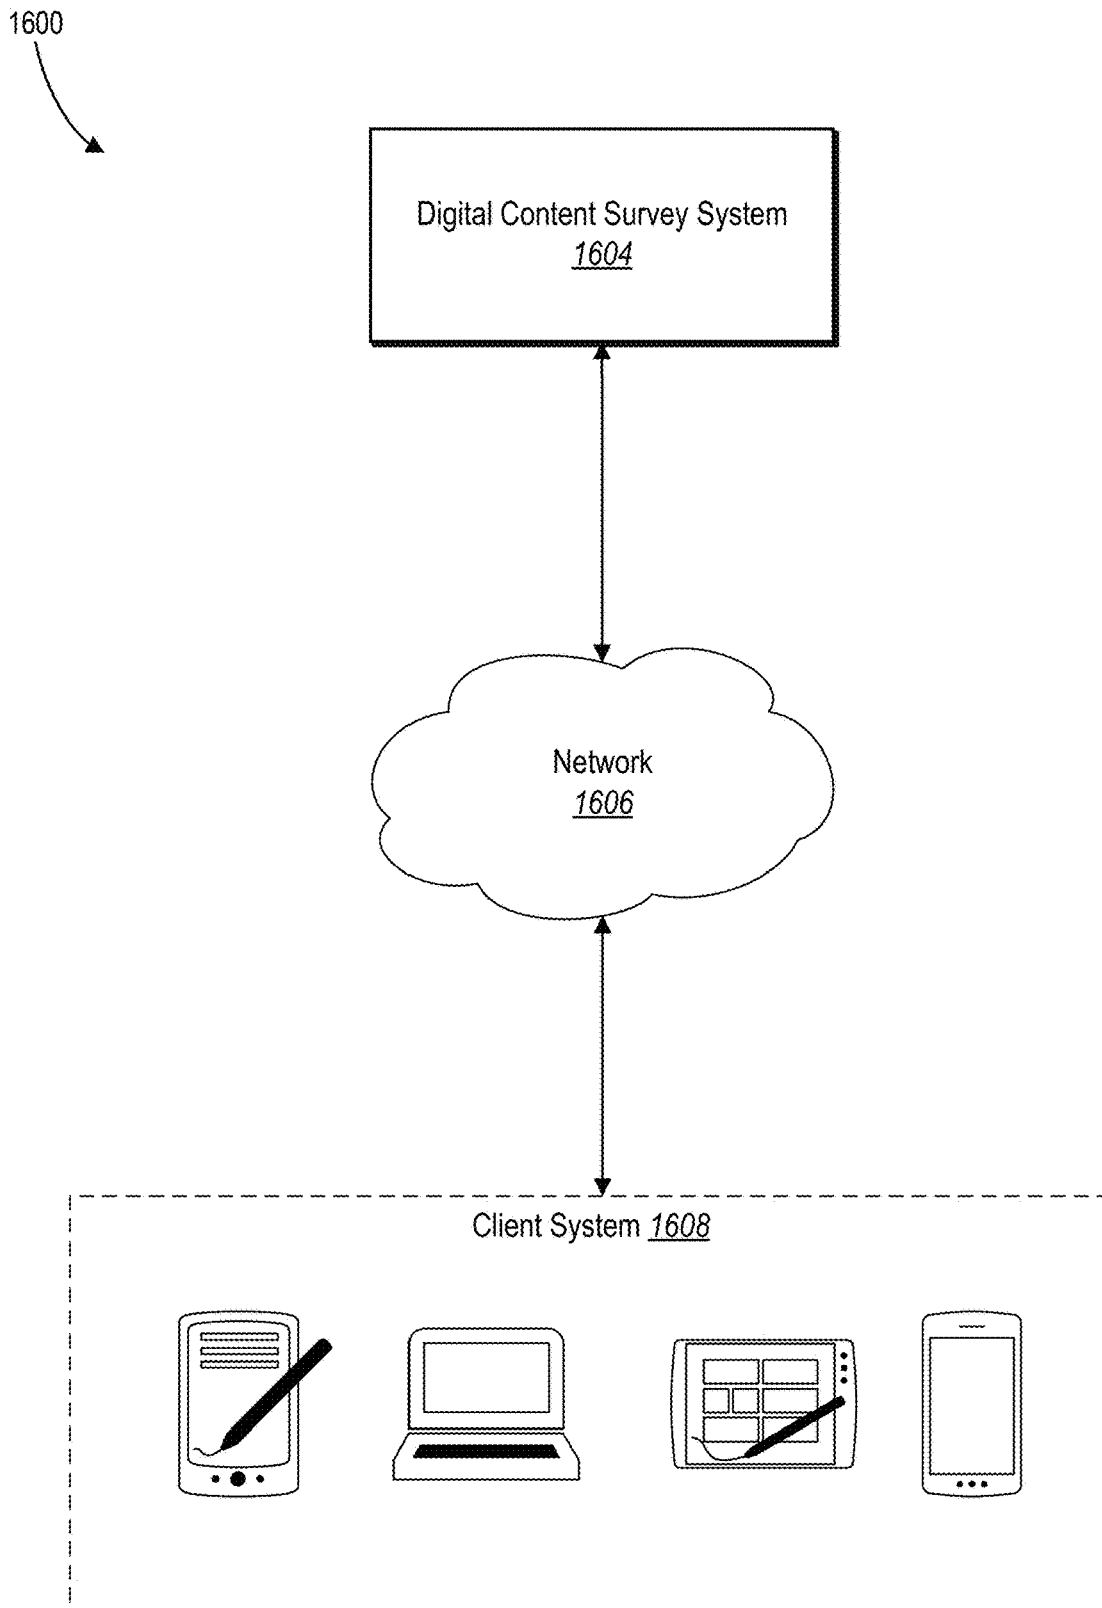 1600
Digital Content Survey System
1604
Network
1606
Client System 1608